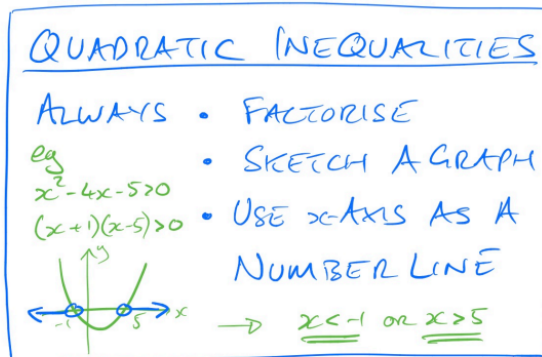 QUADRATIC INEQUALITIES
ALWAYS • FACTORISE
• SKETCH A GRAPH
• USE x-AXIS AS A
NUMBER LINE
eg
x² - 4x - 5 > 0
(x + 1)(x - 5) > 0
y
-1 5 x
→ x < -1 or x > 5